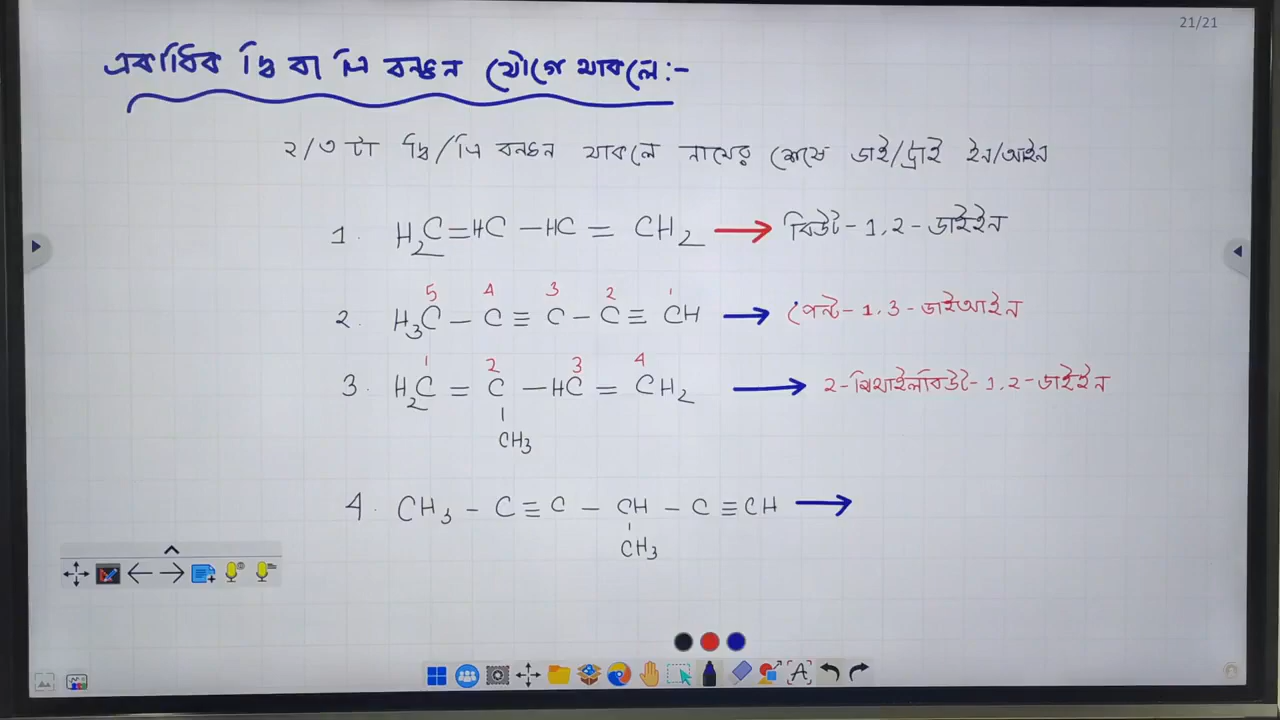 21/21
একাধিক দ্বি বা ত্রি বন্ধন যৌগে থাকলে:-
২/৩ টা দ্বি/ত্রি বন্ধন থাকলে নামের শেষে ডাই/ট্রাই ইন/আইন
1. H₂C=HC —HC = CH₂ → বিউট-1,2-ডাইইন
5 4 3 2 1
2. H₃C — C ≡ C — C ≡ CH → পেন্ট-1,3-ডাইআইন
1 2 3 4
3. H₂C = C —HC = CH₂ → 2-মিথাইলবিউট-1,2-ডাইইন
CH₃
4. CH₃ - C ≡ C - CH - C ≡ CH →
CH₃